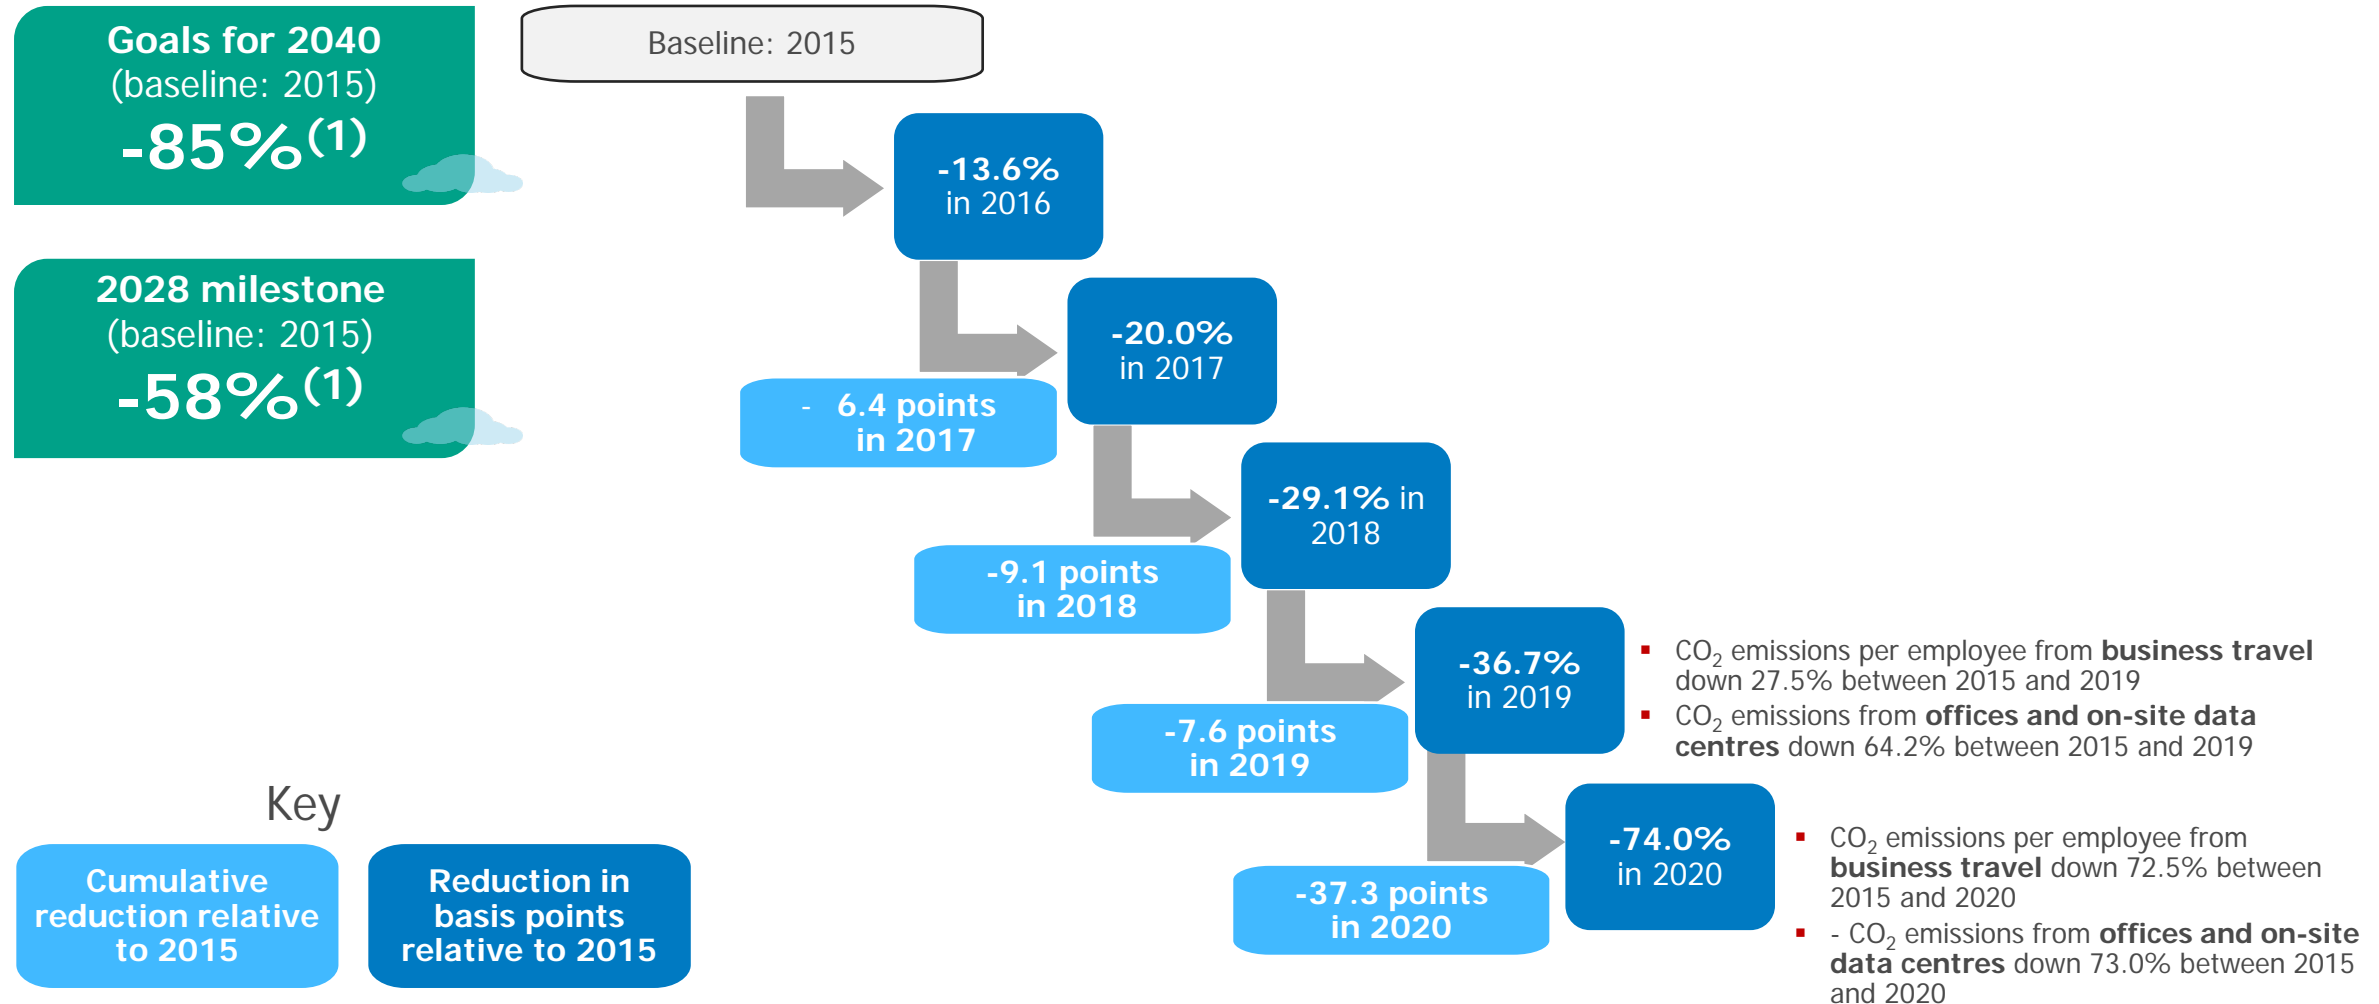 Goals for 2040
(baseline: 2015)
-85%(1)
Baseline: 2015
-13.6%
in 2016
2028 milestone
(baseline: 2015)
-58%(1)
-20.0%
in 2017
- 6.4 points
in 2017
-29.1% in
2018
-9.1 points
in 2018
-36.7%
in 2019
▪ CO2 emissions per employee from business travel
down 27.5% between 2015 and 2019
▪ CO2 emissions from offices and on-site data
centres down 64.2% between 2015 and 2019
-7.6 points
in 2019
-74.0%
in 2020
▪ CO2 emissions per employee from
business travel down 72.5% between
2015 and 2020
▪ - CO2 emissions from offices and on-site
data centres down 73.0% between 2015
and 2020
-37.3 points
in 2020
Key
Cumulative
reduction relative
to 2015
Reduction in
basis points
relative to 2015